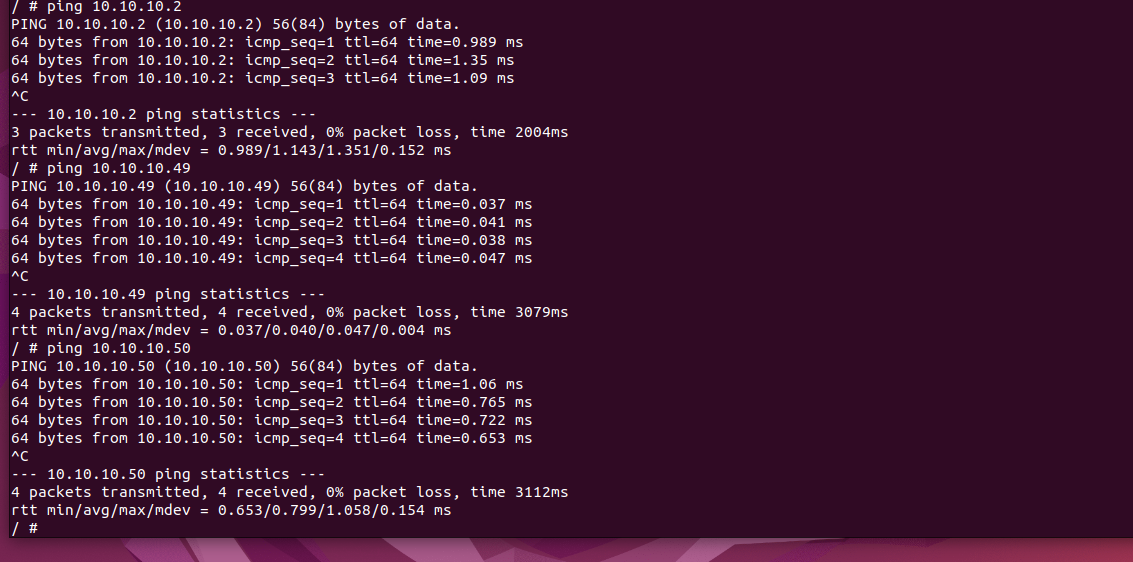 / # ping 10.10.10.2
PING 10.10.10.2 (10.10.10.2) 56(84) bytes of data.
64 bytes from 10.10.10.2: icmp_seq=1 ttl=64 time=0.989 ms
64 bytes from 10.10.10.2: icmp_seq=2 ttl=64 time=1.35 ms
64 bytes from 10.10.10.2: icmp_seq=3 ttl=64 time=1.09 ms
^C
--- 10.10.10.2 ping statistics ---
3 packets transmitted, 3 received, 0% packet loss, time 2004ms
rtt min/avg/max/mdev = 0.989/1.143/1.351/0.152 ms
/ # ping 10.10.10.49
PING 10.10.10.49 (10.10.10.49) 56(84) bytes of data.
64 bytes from 10.10.10.49: icmp_seq=1 ttl=64 time=0.037 ms
64 bytes from 10.10.10.49: icmp_seq=2 ttl=64 time=0.041 ms
64 bytes from 10.10.10.49: icmp_seq=3 ttl=64 time=0.038 ms
64 bytes from 10.10.10.49: icmp_seq=4 ttl=64 time=0.047 ms
^C
--- 10.10.10.49 ping statistics ---
4 packets transmitted, 4 received, 0% packet loss, time 3079ms
rtt min/avg/max/mdev = 0.037/0.040/0.047/0.004 ms
/ # ping 10.10.10.50
PING 10.10.10.50 (10.10.10.50) 56(84) bytes of data.
64 bytes from 10.10.10.50: icmp_seq=1 ttl=64 time=1.06 ms
64 bytes from 10.10.10.50: icmp_seq=2 ttl=64 time=0.765 ms
64 bytes from 10.10.10.50: icmp_seq=3 ttl=64 time=0.722 ms
64 bytes from 10.10.10.50: icmp_seq=4 ttl=64 time=0.653 ms
^C
--- 10.10.10.50 ping statistics ---
4 packets transmitted, 4 received, 0% packet loss, time 3112ms
rtt min/avg/max/mdev = 0.653/0.799/1.058/0.154 ms
/ #